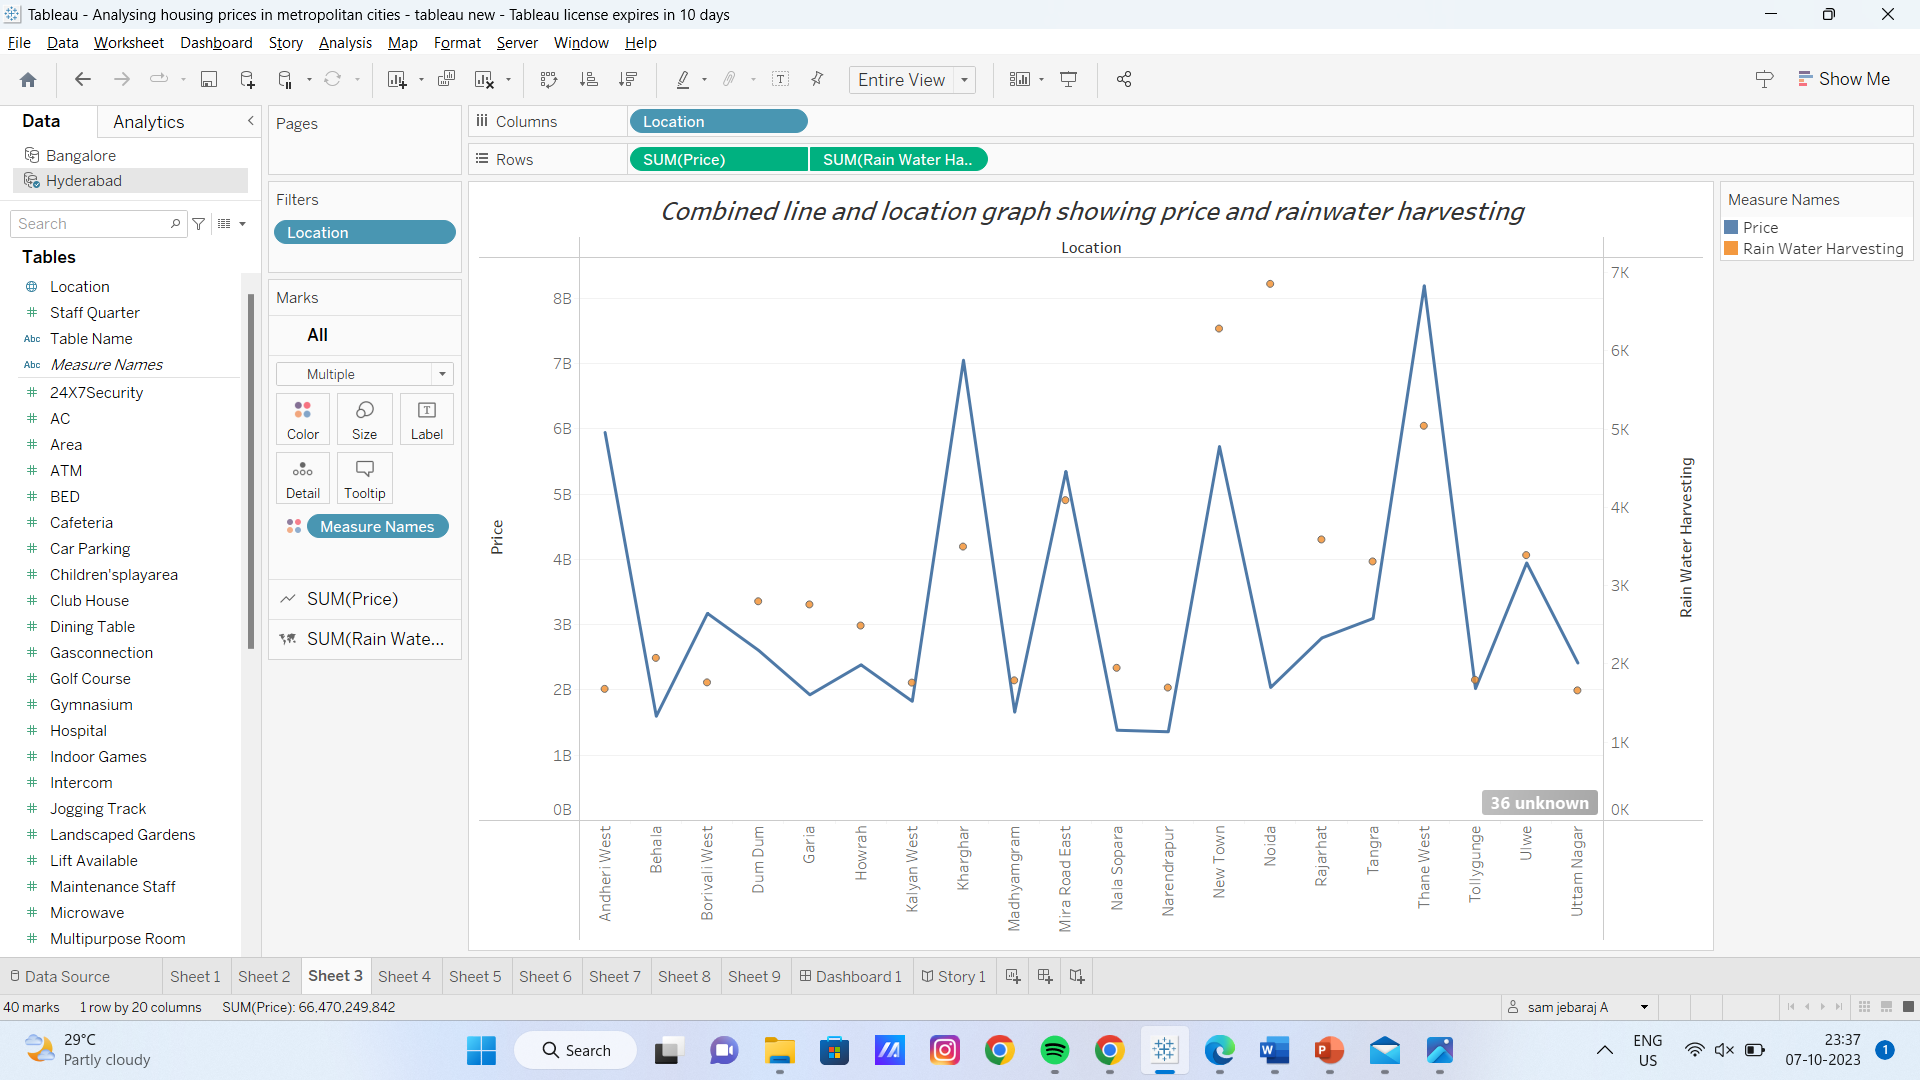 Tableau - Analysing housing prices in metropolitan cities - tableau new - Tableau license expires in 10 days
File Data Worksheet Dashboard Story Analysis Map Format Server Window Help
Entire View
Show Me
Data Analytics
Bangalore
Hyderabad
Search
Tables
Location
Staff Quarter
Abc Table Name
Abc Measure Names
24X7Security
AC
Area
ATM
BED
Cafeteria
Car Parking
Children'splayarea
Club House
Dining Table
Gasconnection
Golf Course
Gymnasium
Hospital
Indoor Games
Intercom
Jogging Track
Landscaped Gardens
Lift Available
Maintenance Staff
Microwave
Multipurpose Room
Pages
Filters
Location
Marks
All
Multiple
Color Size Label
Detail Tooltip
Measure Names
SUM(Price)
SUM(Rain Wate...
Columns Location
Rows SUM(Price) SUM(Rain Water Ha..
Combined line and location graph showing price and rainwater harvesting
Location
8B
7B
6B
5B
4B
3B
2B
1B
0B
Price
7K
6K
5K
4K
3K
2K
1K
0K
Rain Water Harvesting
36 unknown
Andheri West
Behala
Borivali West
Dum Dum
Garia
Howrah
Kalyan West
Kharghar
Madhyamgram
Mira Road East
Nala Sopara
Narendrapur
New Town
Noida
Rajarhat
Tangra
Thane West
Tollygunge
Ulwe
Uttam Nagar
Measure Names
Price
Rain Water Harvesting
Data Source Sheet 1 Sheet 2 Sheet 3 Sheet 4 Sheet 5 Sheet 6 Sheet 7 Sheet 8 Sheet 9 Dashboard 1 Story 1
40 marks 1 row by 20 columns SUM(Price): 66,470,249,842
sam jebaraj A
29°C
Partly cloudy
Search
ENG
US
23:37
07-10-2023
1